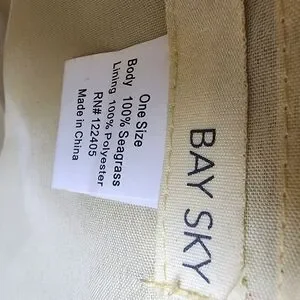 One Size
Body 100% Seagrass
Lining 100% Polyester
RN# 122405
Made in China
BAY SKY